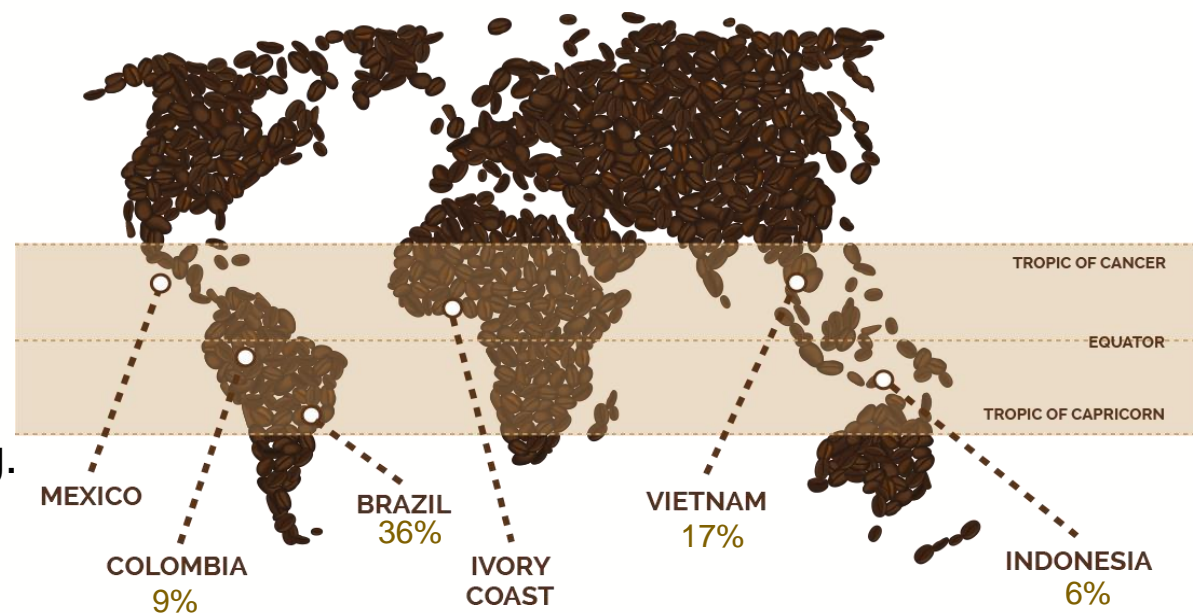 TROPIC OF CANCER
EQUATOR
TROPIC OF CAPRICORN
g.
MEXICO
BRAZIL
36%
VIETNAM
17%
COLOMBIA
9%
IVORY
COAST
INDONESIA
6%